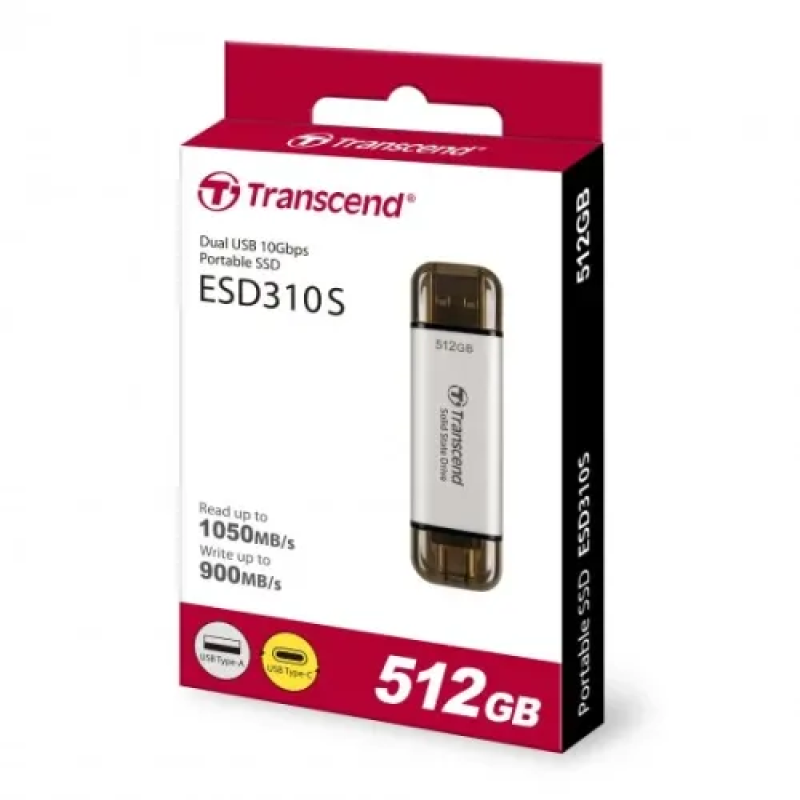 Transcend
Transcend®
Dual USB 10Gbps
Portable SSD
ESD310S
512GB
Transcend
Solid State Drive
Read up to
1050MB/s
Write up to
900MB/s
USB Type-A
USB Type-C
512GB
512GB
Portable SSD ESD310S